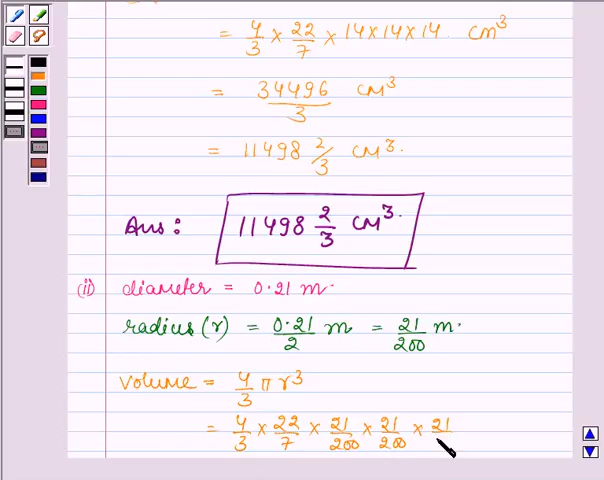 = 4/3 × 22/7 × 14×14×14. cm³
= 34496/3 cm³
= 11498 2/3 cm³.
Ans: 11498 2/3 cm³.
(ii) diameter = 0.21 m.
radius (r) = 0.21/2 m = 21/200 m.
Volume = 4/3 π r³
= 4/3 × 22/7 × 21/200 × 21/200 × 21